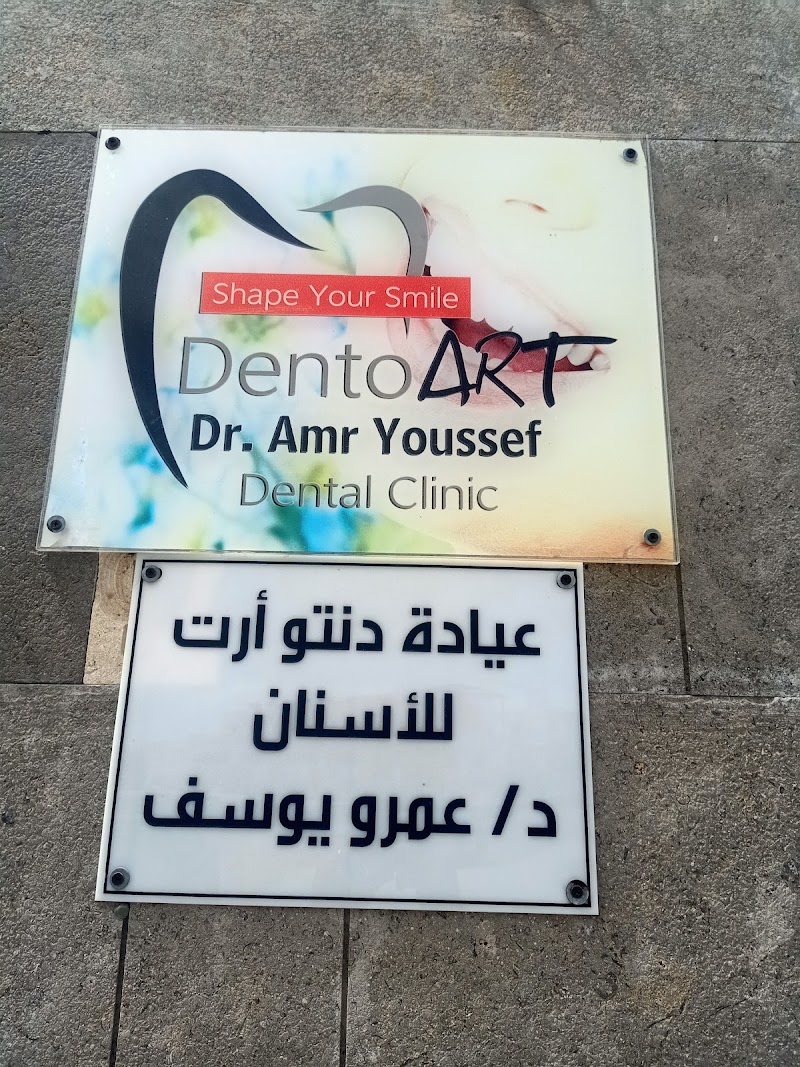 Shape Your Smile
DentoART
Dr. Amr Youssef
Dental Clinic
عيادة دنتو أرت
للأسنان
د/ عمرو يوسف